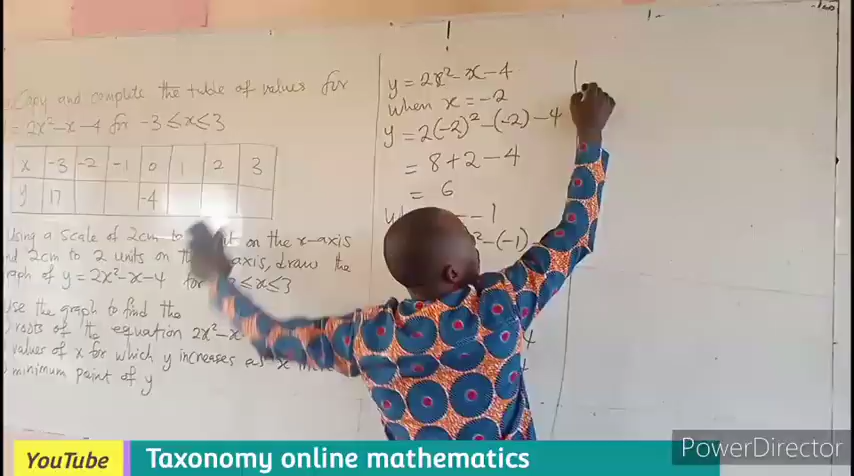 Copy and complete the table of values for
= 2x²-x-4 for -3 ≤ x ≤ 3
x -3 -2 -1 0 1 2 3
y 17 -4
Using a scale of 2cm to unit on the x-axis
2cm to 2 units on the axis, draw the
graph of y = 2x²-x-4 for ≤ x ≤ 3
use the graph to find the
roots of the equation 2x²-x
values of x for which y increases as x
minimum point of y
y = 2x²-x-4
When x = -2
y = 2(-2)²-(-2)-4
= 8+2-4
= 6
-1
²-(-1)
YouTube Taxonomy online mathematics
PowerDirector